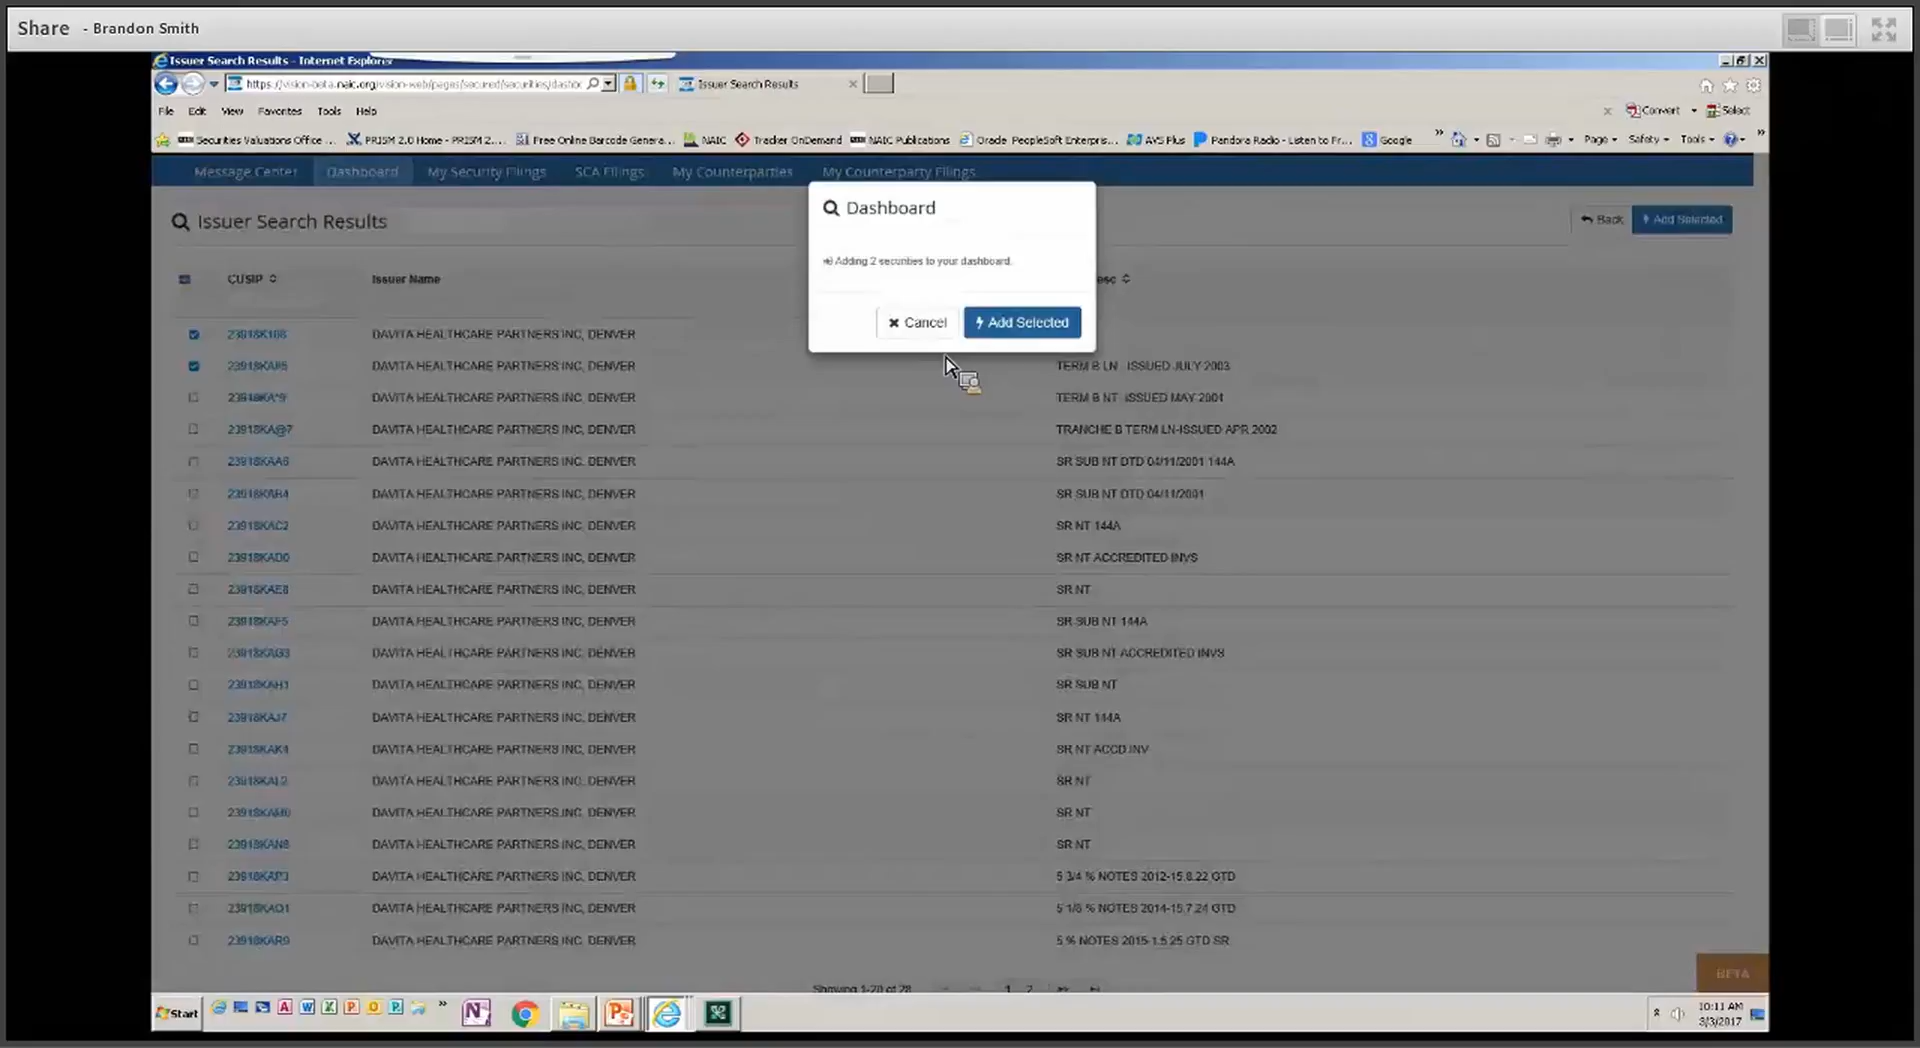 Share - Brandon Smith
Issuer Search Results - Internet Explorer
Issuer Search Results
File Edit View Favorites Tools Help
Convert Select
Securities Valuations Office ... PRISM 2.0 Home - PRISM 2.... Free Online Barcode Genera... NAIC Tracker OnDemand NAIC Publications Oracle PeopleSoft Enterpris... AVS Plus Pandora Radio - Listen to Fr... Google Page Safety Tools
Message Center Dashboard My Security Filings SCA Filings My Counterparties My Counterparty Filings
Issuer Search Results
Back Add Selected
Dashboard
Adding 2 securities to your dashboard.
Cancel Add Selected
CUSIP Issuer Name
23918K108 DAVITA HEALTHCARE PARTNERS INC, DENVER
DAVITA HEALTHCARE PARTNERS INC, DENVER TERM B LN ISSUED JULY 2003
DAVITA HEALTHCARE PARTNERS INC, DENVER TERM B NT ISSUED MAY 2001
23918KA@7 DAVITA HEALTHCARE PARTNERS INC, DENVER TRANCHE B TERM LN-ISSUED APR 2002
23918KAA6 DAVITA HEALTHCARE PARTNERS INC, DENVER SR SUB NT DTD 04/11/2001 144A
23918KAB4 DAVITA HEALTHCARE PARTNERS INC, DENVER SR SUB NT DTD 04/11/2001
23918KAC2 DAVITA HEALTHCARE PARTNERS INC, DENVER SR NT 144A
23918KAD0 DAVITA HEALTHCARE PARTNERS INC, DENVER SR NT ACCREDITED INVS
23918KAE8 DAVITA HEALTHCARE PARTNERS INC, DENVER SR NT
23918KAF5 DAVITA HEALTHCARE PARTNERS INC, DENVER SR SUB NT 144A
23918KAG3 DAVITA HEALTHCARE PARTNERS INC, DENVER SR SUB NT ACCREDITED INVS
23918KAH1 DAVITA HEALTHCARE PARTNERS INC, DENVER SR SUB NT
23918KAJ7 DAVITA HEALTHCARE PARTNERS INC, DENVER SR NT 144A
23918KAK4 DAVITA HEALTHCARE PARTNERS INC, DENVER SR NT ACCD INV
23918KAL2 DAVITA HEALTHCARE PARTNERS INC, DENVER SR NT
23918KAM0 DAVITA HEALTHCARE PARTNERS INC, DENVER SR NT
23918KAN8 DAVITA HEALTHCARE PARTNERS INC, DENVER SR NT
23918KAP3 DAVITA HEALTHCARE PARTNERS INC, DENVER 5 3/4 % NOTES 2012-15.8.22 GTD
23918KAQ1 DAVITA HEALTHCARE PARTNERS INC, DENVER 5 1/8 % NOTES 2014-15.7.24 GTD
23918KAR9 DAVITA HEALTHCARE PARTNERS INC, DENVER 5 % NOTES 2015-1.5.25 GTD SR
BETA
Showing 1-20 of 28 1 2
Start
10:11 AM
3/3/2017